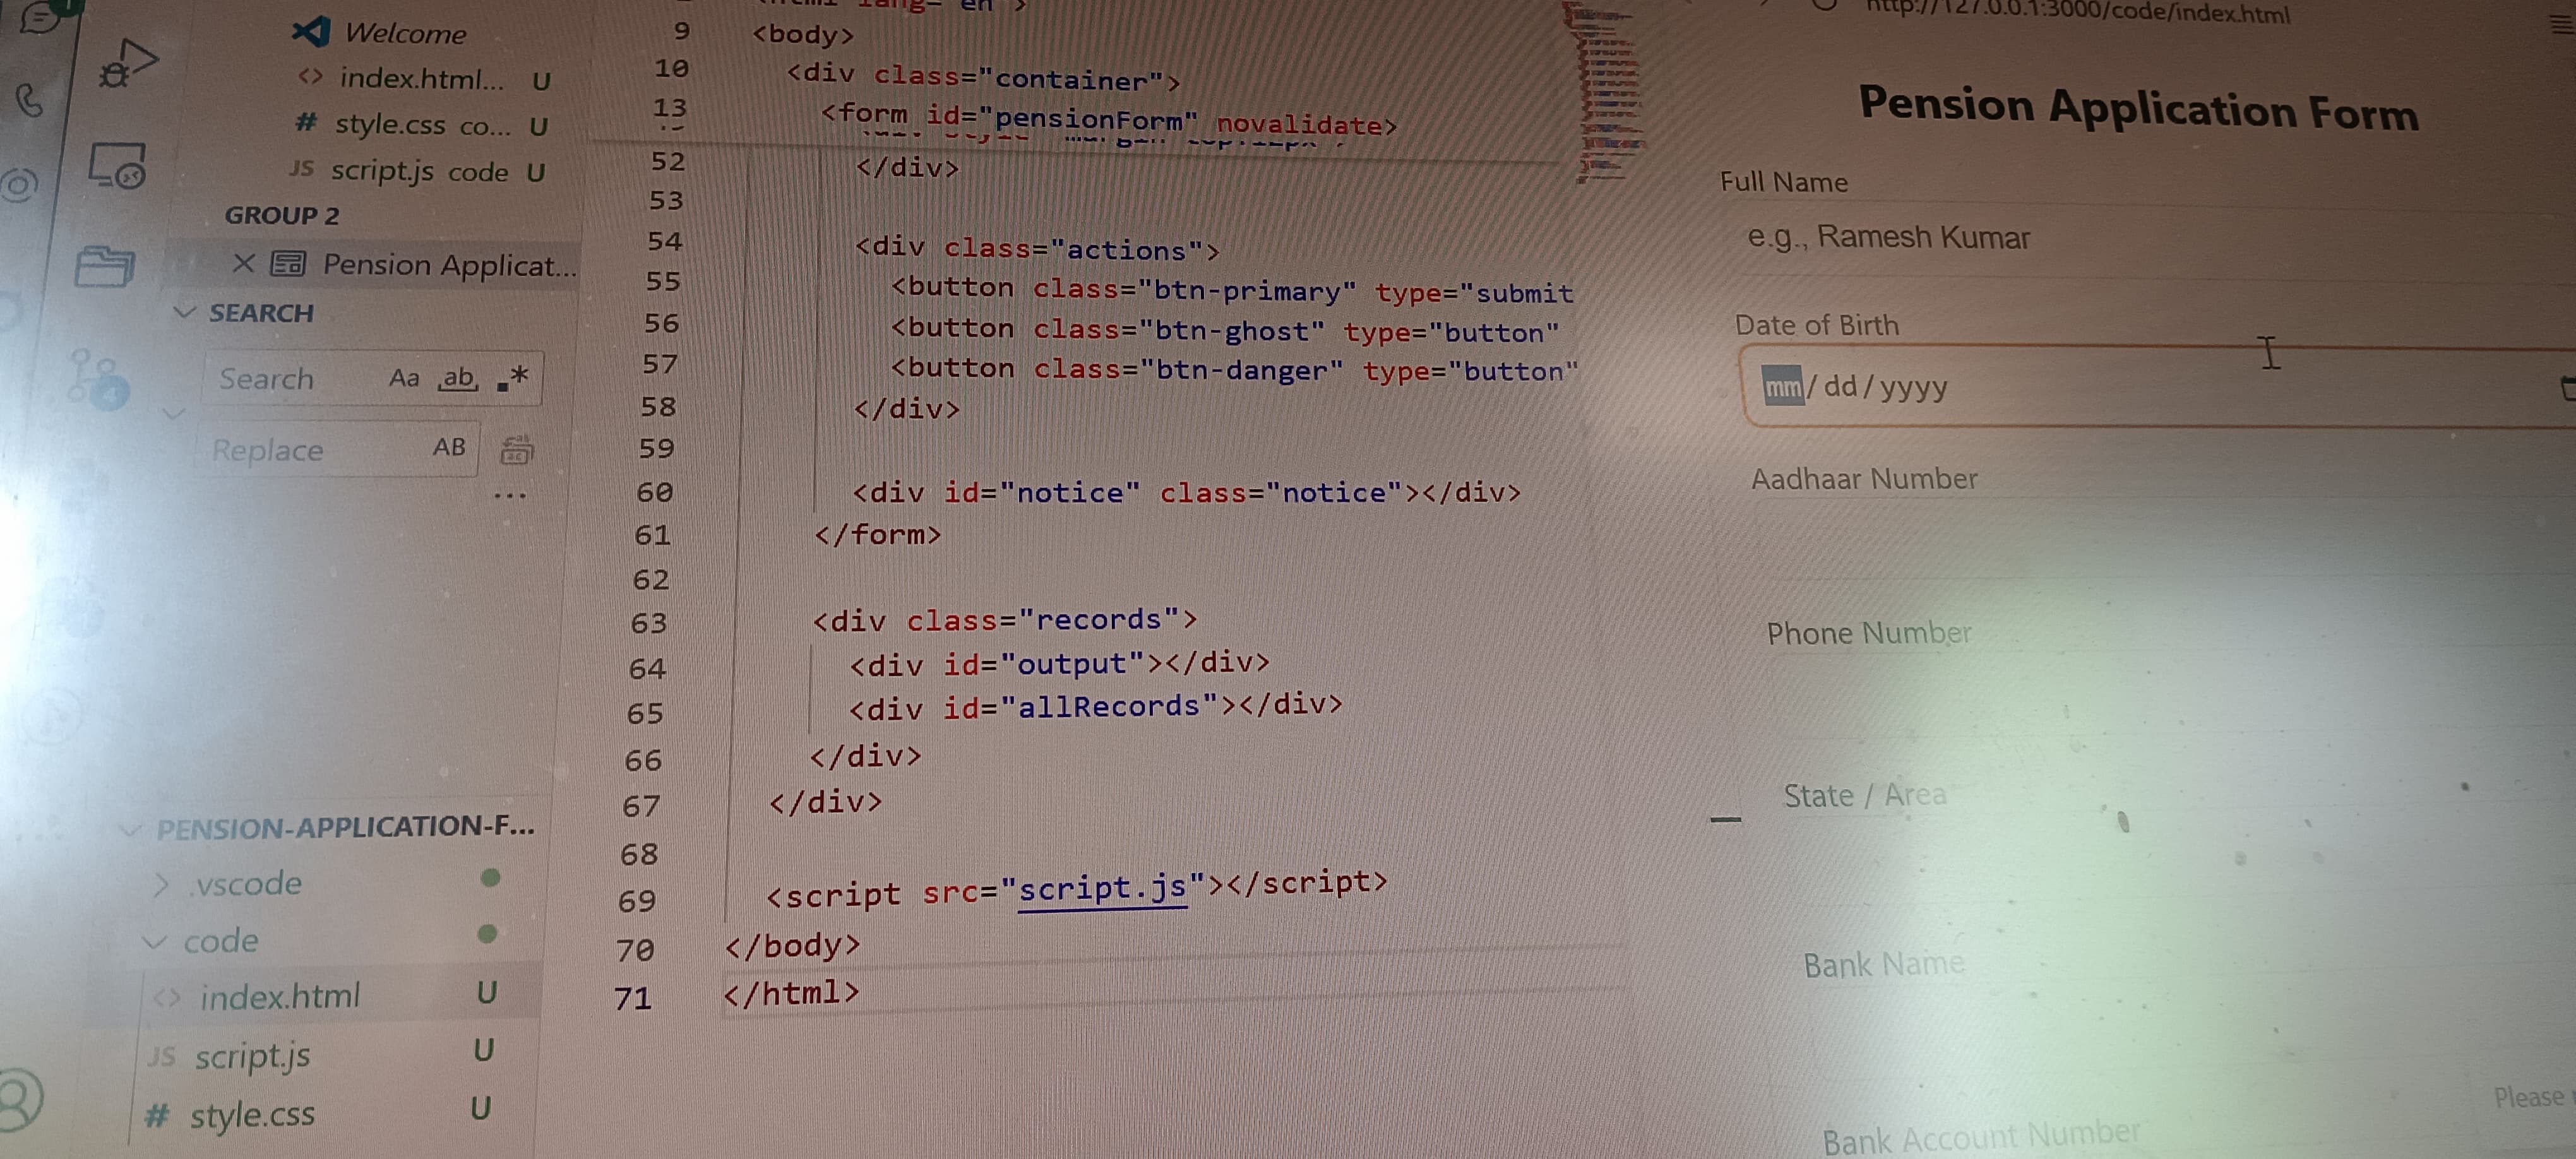 Welcome
index.html... U
# style.css co... U
JS script.js code U
GROUP 2
Pension Applicat...
SEARCH
Search Aa ab .*
Replace AB
...
PENSION-APPLICATION-F...
.vscode
code
<> index.html U
JS script.js U
# style.css U
9 <body>
10 <div class="container">
13 <form id="pensionForm" novalidate>
52 </div>
53
54 <div class="actions">
55 <button class="btn-primary" type="submit
56 <button class="btn-ghost" type="button"
57 <button class="btn-danger" type="button"
58 </div>
59
60 <div id="notice" class="notice"></div>
61 </form>
62
63 <div class="records">
64 <div id="output"></div>
65 <div id="allRecords"></div>
66 </div>
67 </div>
68
69 <script src="script.js"></script>
70 </body>
71 </html>
http://127.0.0.1:3000/code/index.html
Pension Application Form
Full Name
e.g., Ramesh Kumar
Date of Birth
mm/dd/yyyy
Aadhaar Number
Phone Number
State / Area
Bank Name
Please
Bank Account Number